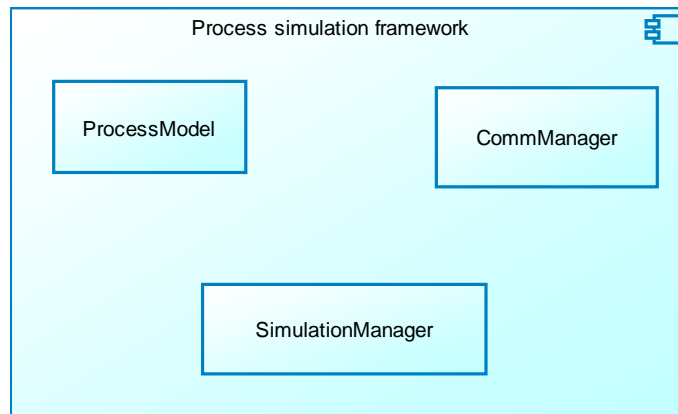 Process simulation framework
ProcessModel
CommManager
SimulationManager